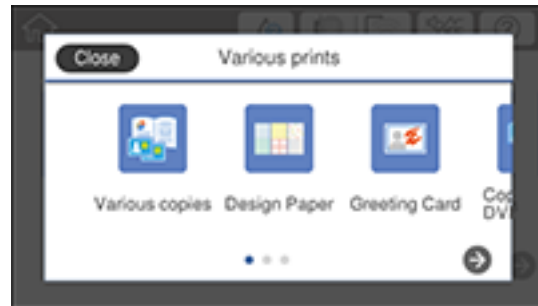 Close
Various prints
Various copies
Design Paper
Greeting Card